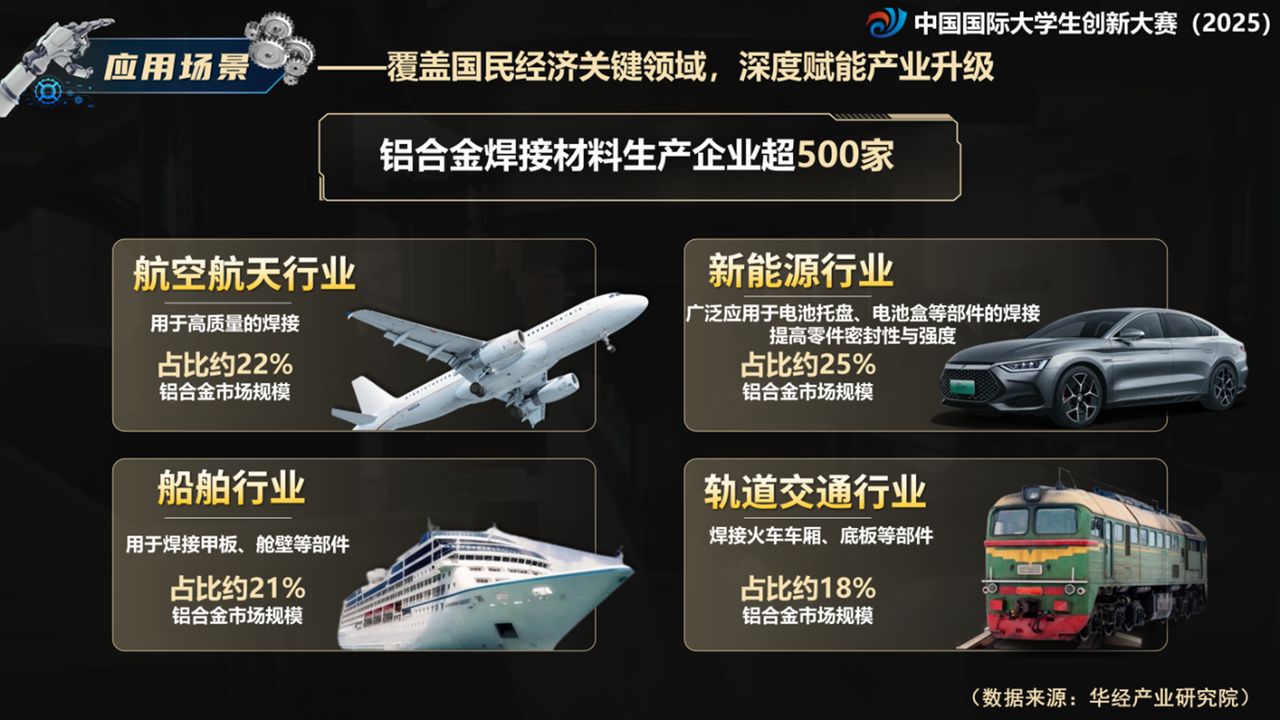 中国国际大学生创新大赛（2025）
应用场景
——覆盖国民经济关键领域，深度赋能产业升级
铝合金焊接材料生产企业超500家
航空航天行业
用于高质量的焊接
占比约22%
铝合金市场规模
新能源行业
广泛应用于电池托盘、电池盒等部件的焊接
提高零件密封性与强度
占比约25%
铝合金市场规模
船舶行业
用于焊接甲板、舱壁等部件
占比约21%
铝合金市场规模
轨道交通行业
焊接火车车厢、底板等部件
占比约18%
铝合金市场规模
（数据来源：华经产业研究院）